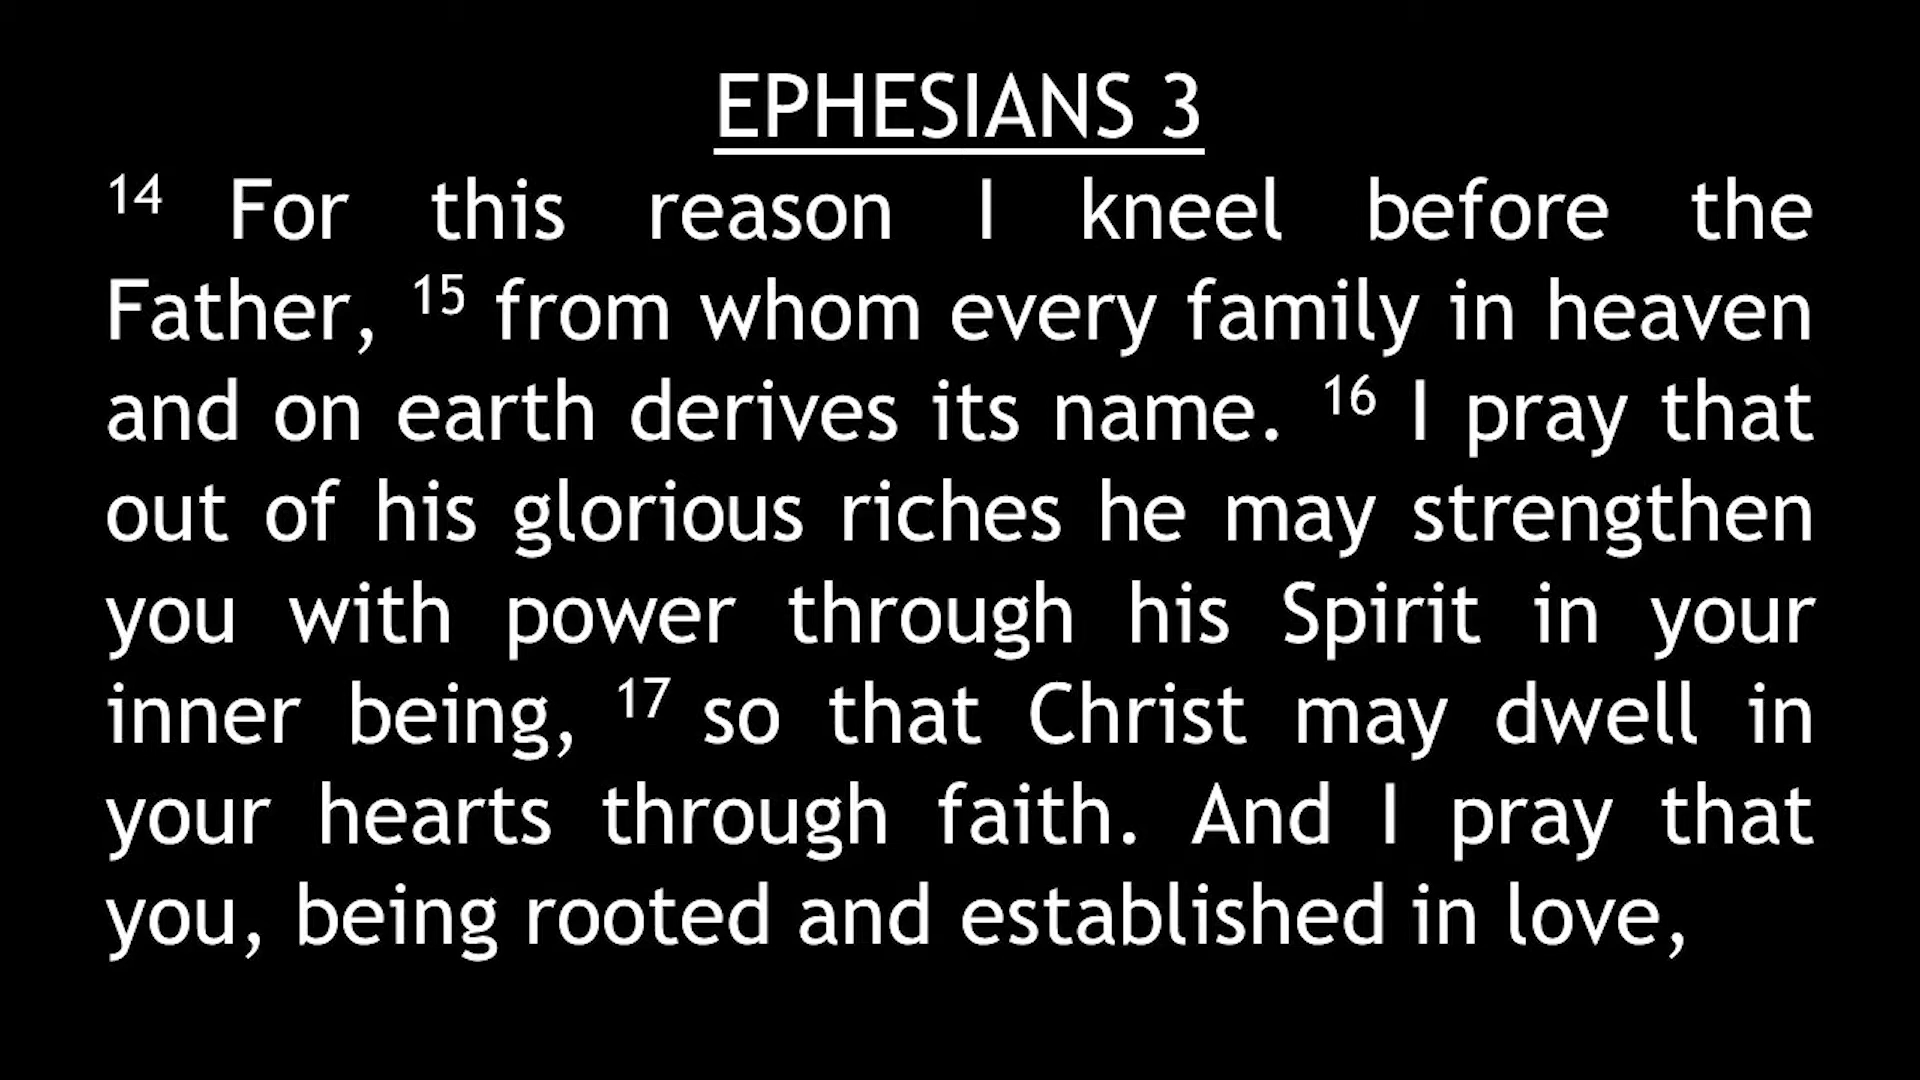 EPHESIANS 3
14 For this reason I kneel before the
Father, 15 from whom every family in heaven
and on earth derives its name. 16 I pray that
out of his glorious riches he may strengthen
you with power through his Spirit in your
inner being, 17 so that Christ may dwell in
your hearts through faith. And I pray that
you, being rooted and established in love,